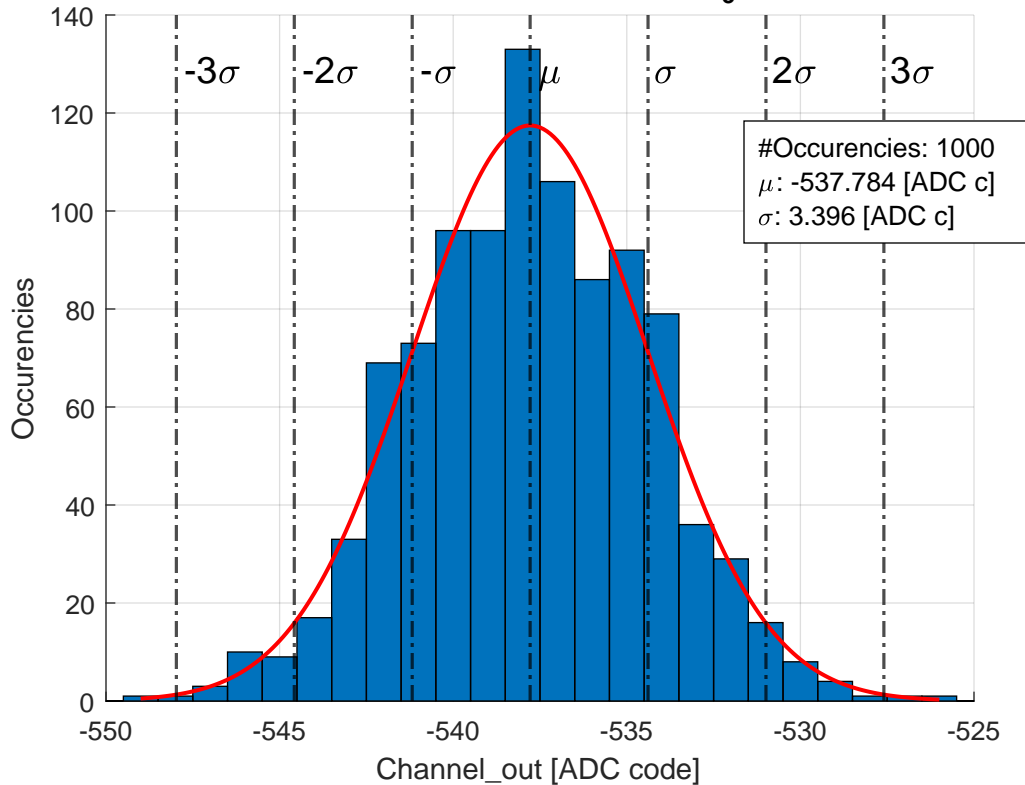 140
120
100
80
60
40
20
0
Occurencies
-3σ
-2σ
-σ
μ
σ
2σ
3σ
#Occurencies: 1000
μ: -537.784 [ADC c]
σ: 3.396 [ADC c]
-550
-545
-540
-535
-530
-525
Channel_out [ADC code]